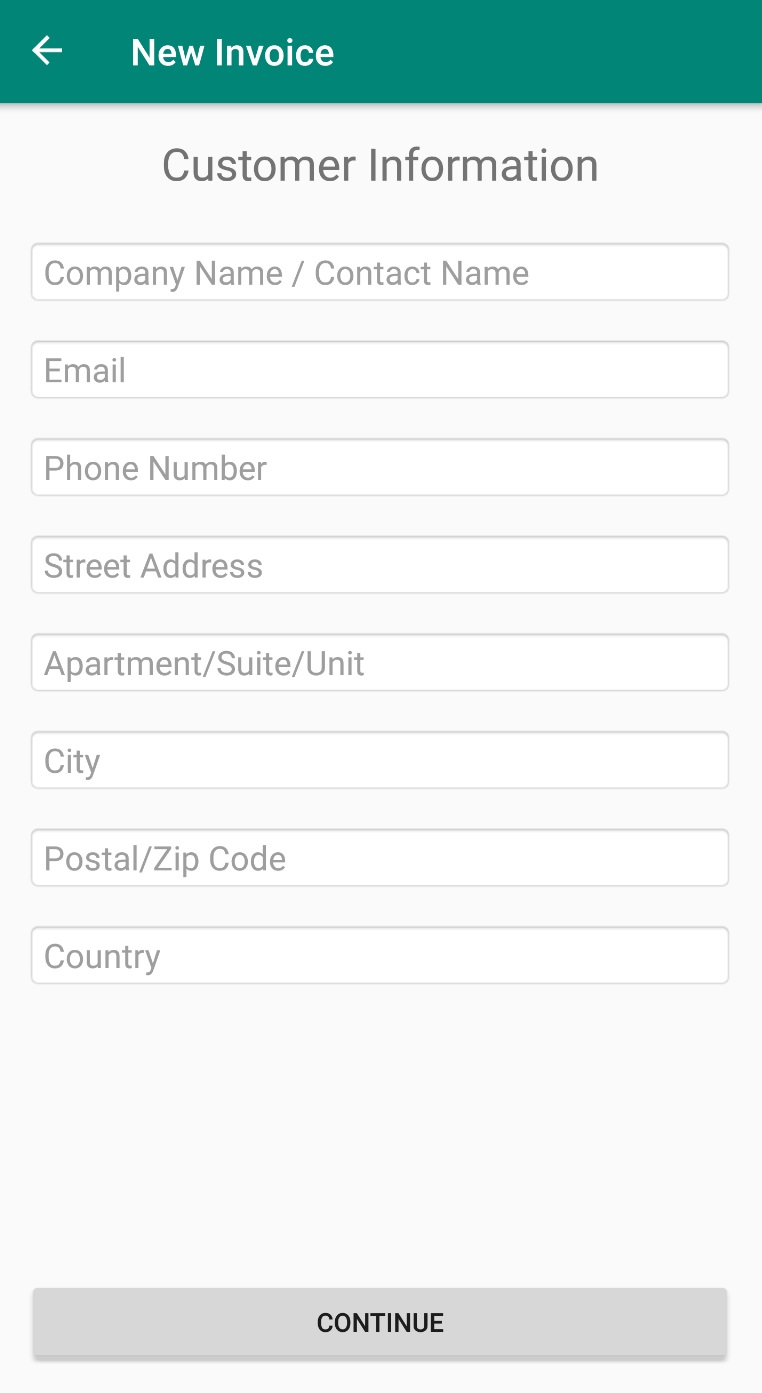 New Invoice
Customer Information
Company Name / Contact Name
Email
Phone Number
Street Address
Apartment/Suite/Unit
City
Postal/Zip Code
Country
CONTINUE